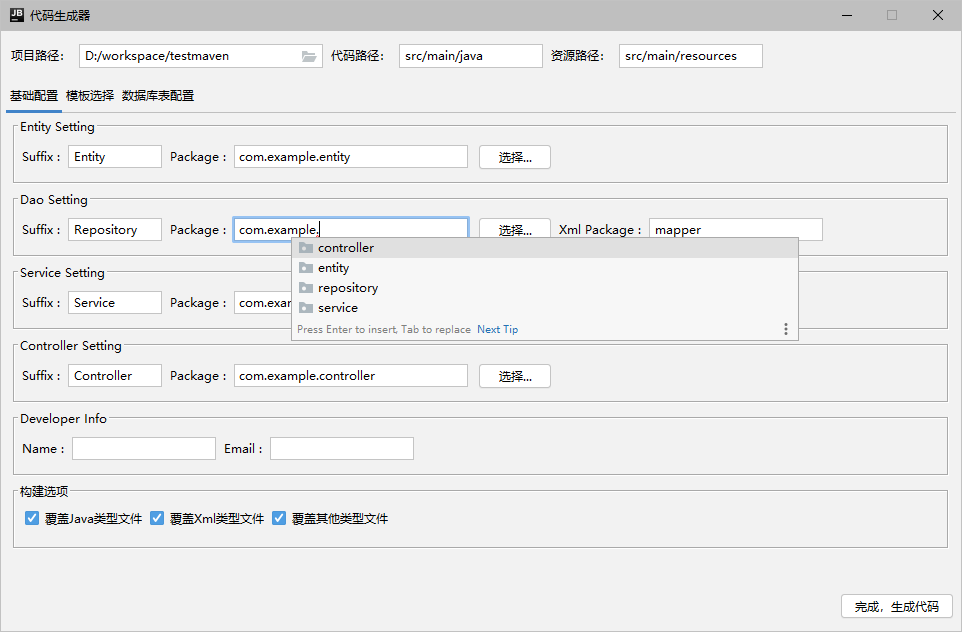 JB 代码生成器
项目路径: D:/workspace/testmaven 代码路径: src/main/java 资源路径: src/main/resources
基础配置 模板选择 数据库表配置
Entity Setting
Suffix : Entity Package : com.example.entity 选择...
Dao Setting
Suffix : Repository Package : com.example. 选择... Xml Package : mapper
controller
entity
repository
service
Press Enter to insert, Tab to replace Next Tip
Service Setting
Suffix : Service Package : com.exar
Controller Setting
Suffix : Controller Package : com.example.controller 选择...
Developer Info
Name : Email :
构建选项
覆盖Java类型文件 覆盖Xml类型文件 覆盖其他类型文件
完成，生成代码